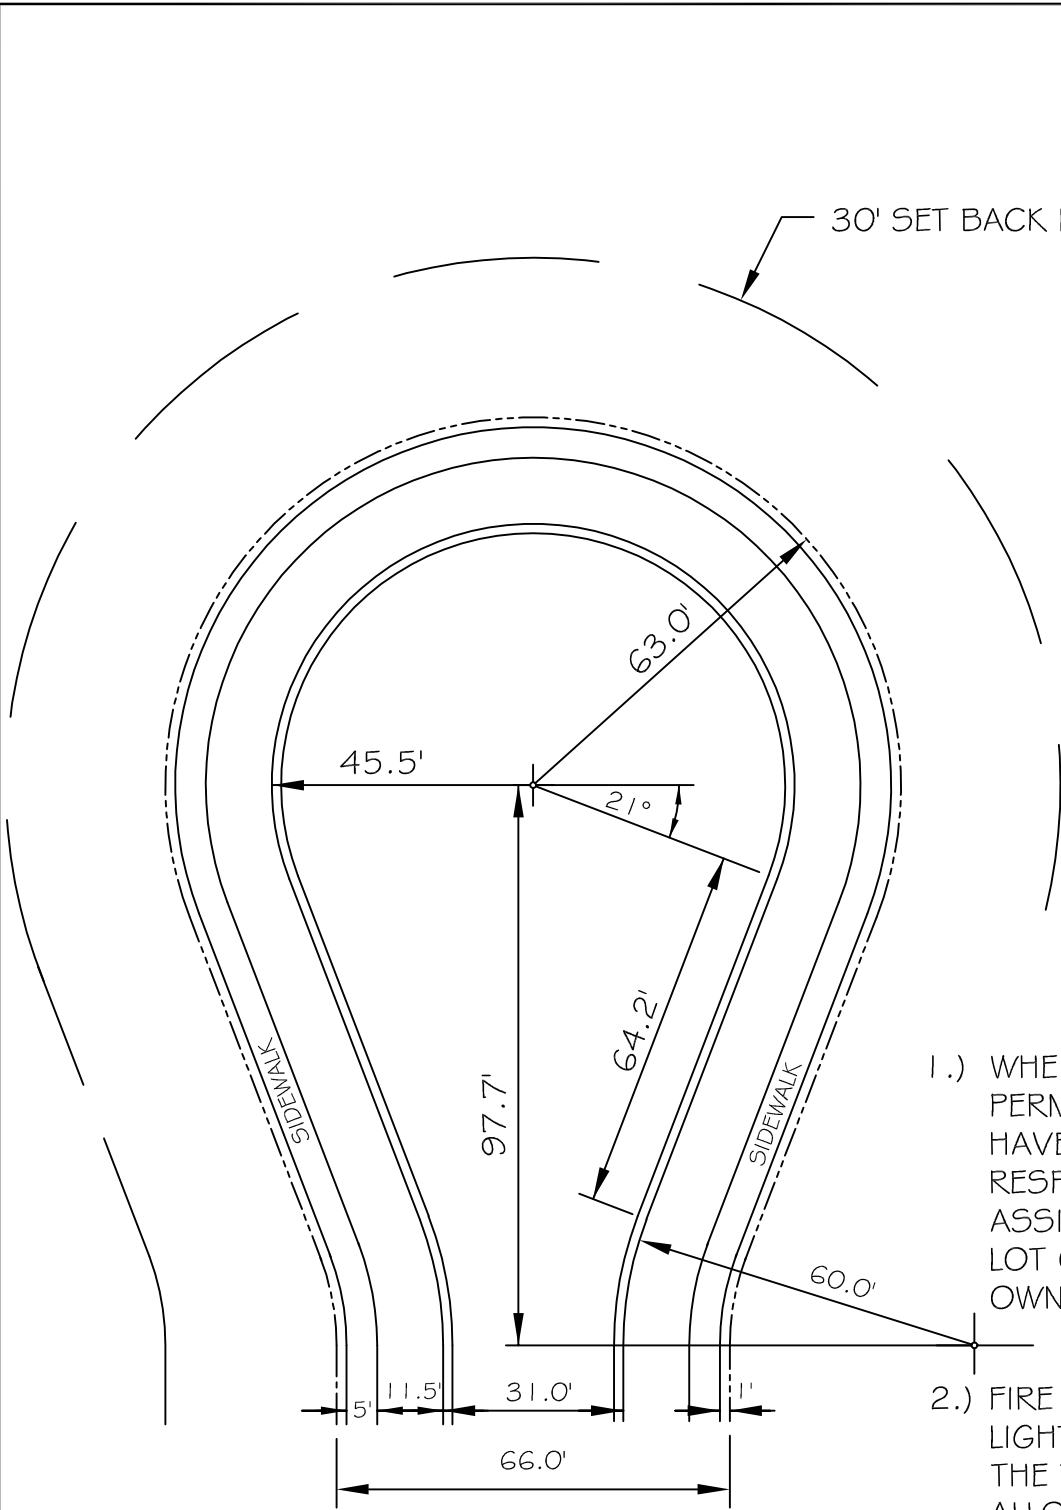 30' SET BACK
63.0'
45.5'
21°
64.2'
97.7'
SIDEWALK
SIDEWALK
60.0'
1.) WHE
PERM
HAVE
RESP
ASSI
LOT
OWN
11.5'
5'
31.0'
1'
66.0'
2.) FIRE
LIGHT
THE